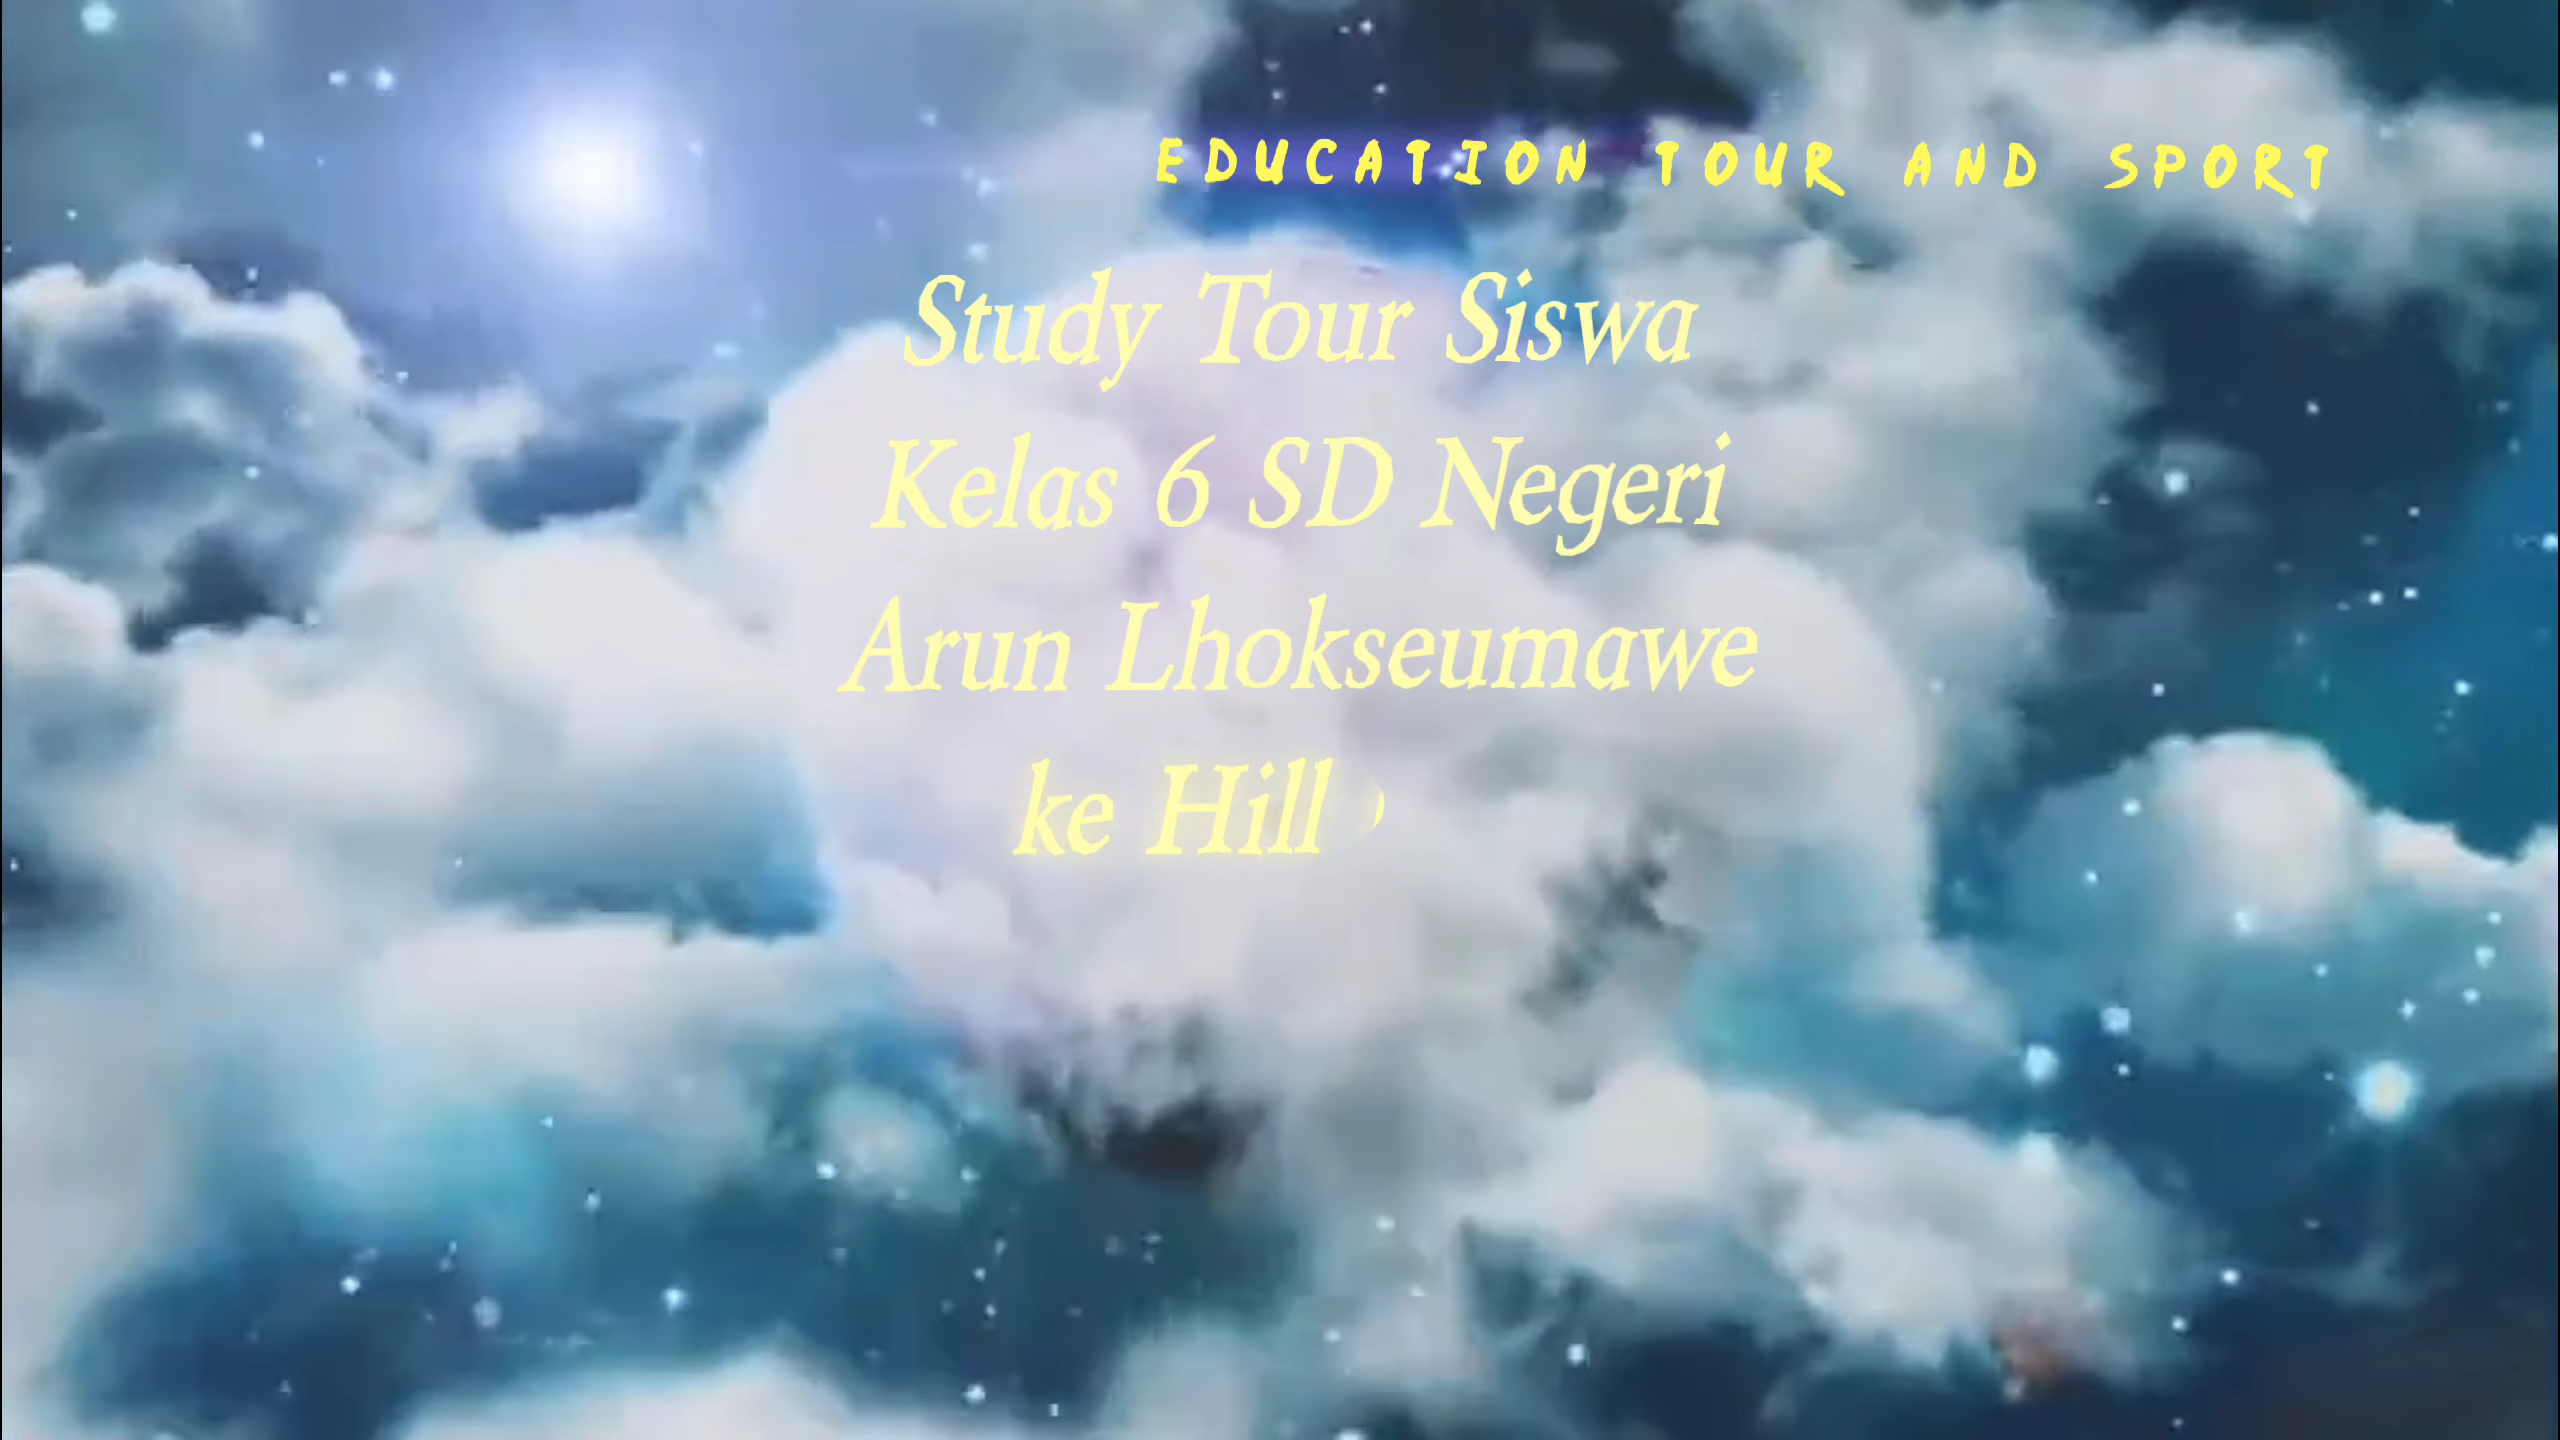 EDUCATION TOUR AND SPORT
Study Tour Siswa
Kelas 6 SD Negeri
Arun Lhokseumawe
ke Hill